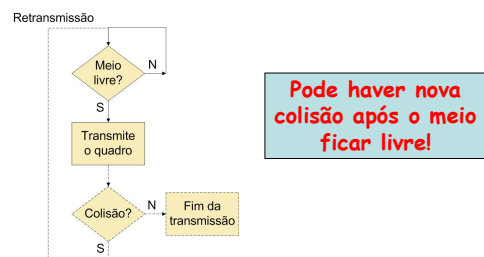 Retransmissão
Meio
livre?
N
S
Transmite
o quadro
Colisão?
N
Fim da
transmissão
S
Pode haver nova
colisão após o meio
ficar livre!